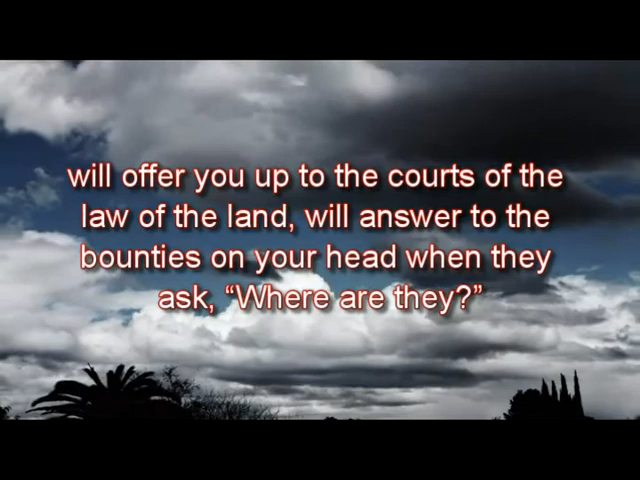 will offer you up to the courts of the
law of the land, will answer to the
bounties on your head when they
ask, “Where are they?”